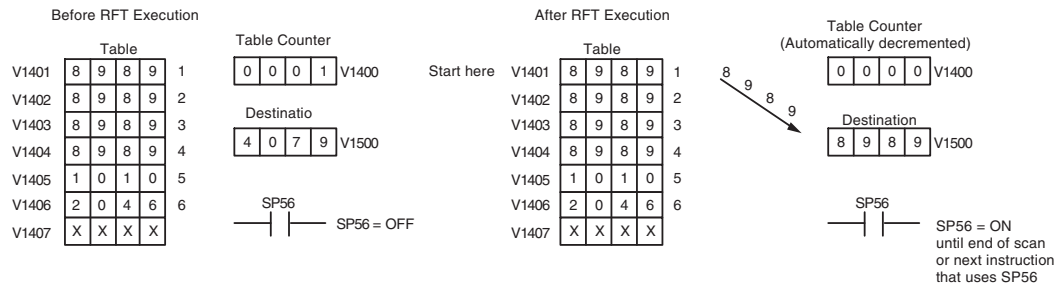 Before RFT Execution
Table
V1401 8 9 8 9 1
V1402 8 9 8 9 2
V1403 8 9 8 9 3
V1404 8 9 8 9 4
V1405 1 0 1 0 5
V1406 2 0 4 6 6
V1407 X X X X
Table Counter
0 0 0 1 V1400
Destinatio
4 0 7 9 V1500
SP56
SP56 = OFF
After RFT Execution
Table
Start here V1401 8 9 8 9 1
V1402 8 9 8 9 2
V1403 8 9 8 9 3
V1404 8 9 8 9 4
V1405 1 0 1 0 5
V1406 2 0 4 6 6
V1407 X X X X
8 9 8 9
Table Counter
(Automatically decremented)
0 0 0 0 V1400
Destination
8 9 8 9 V1500
SP56
SP56 = ON
until end of scan
or next instruction
that uses SP56